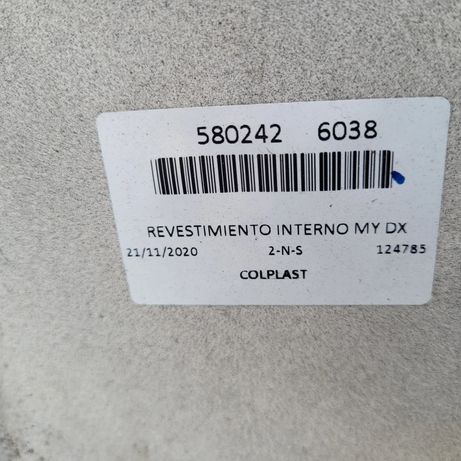 580242 6038
REVESTIMIENTO INTERNO MY DX
21/11/2020 2-N-S 124785
COLPLAST